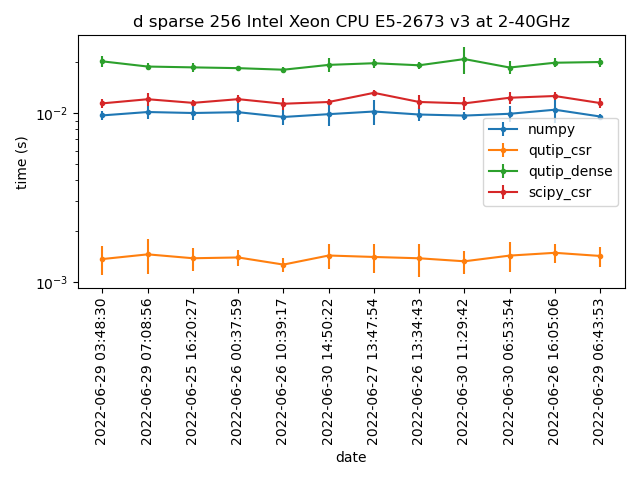 d sparse 256 Intel Xeon CPU E5-2673 v3 at 2-40GHz
time (s)
10⁻²
10⁻³
numpy
qutip_csr
qutip_dense
scipy_csr
2022-06-29 03:48:30
2022-06-29 07:08:56
2022-06-25 16:20:27
2022-06-26 00:37:59
2022-06-26 10:39:17
2022-06-30 14:50:22
2022-06-27 13:47:54
2022-06-26 13:34:43
2022-06-30 11:29:42
2022-06-30 06:53:54
2022-06-26 16:05:06
2022-06-29 06:43:53
date